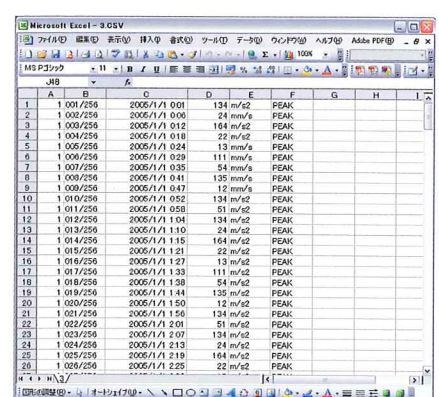 Microsoft Excel - 3.CSV
ファイル(F) 編集(E) 表示(V) 挿入(I) 書式(O) ツール(T) データ(D) ウィンドウ(W) ヘルプ(H) Adobe PDF(B)
100%
MS Pゴシック 11 B I U
J48 fx
A B C D E F G H I
1 1 001/256 2005/1/1 0:01 134 m/s2 PEAK
2 1 002/256 2005/1/1 0:06 24 mm/s PEAK
3 1 003/256 2005/1/1 0:12 164 m/s2 PEAK
4 1 004/256 2005/1/1 0:18 22 m/s2 PEAK
5 1 005/256 2005/1/1 0:24 13 m/s PEAK
6 1 006/256 2005/1/1 0:29 111 mm/s PEAK
7 1 007/256 2005/1/1 0:35 54 mm/s PEAK
8 1 008/256 2005/1/1 0:41 135 mm/s PEAK
9 1 009/256 2005/1/1 0:47 12 mm/s PEAK
10 1 010/256 2005/1/1 0:52 134 m/s2 PEAK
11 1 011/256 2005/1/1 0:58 51 m/s2 PEAK
12 1 012/256 2005/1/1 1:04 134 m/s2 PEAK
13 1 013/256 2005/1/1 1:10 24 m/s2 PEAK
14 1 014/256 2005/1/1 1:15 164 m/s2 PEAK
15 1 015/256 2005/1/1 1:21 22 m/s2 PEAK
16 1 016/256 2005/1/1 1:27 13 m/s2 PEAK
17 1 017/256 2005/1/1 1:33 111 m/s2 PEAK
18 1 018/256 2005/1/1 1:38 54 m/s2 PEAK
19 1 019/256 2005/1/1 1:44 135 m/s2 PEAK
20 1 020/256 2005/1/1 1:50 12 m/s2 PEAK
21 1 021/256 2005/1/1 1:56 134 m/s2 PEAK
22 1 022/256 2005/1/1 2:01 51 m/s2 PEAK
23 1 023/256 2005/1/1 2:07 134 m/s2 PEAK
24 1 024/256 2005/1/1 2:13 24 m/s2 PEAK
25 1 025/256 2005/1/1 2:19 164 m/s2 PEAK
26 1 026/256 2005/1/1 2:25 22 m/s2 PEAK
3
図形の調整(R) オートシェイプ(U)